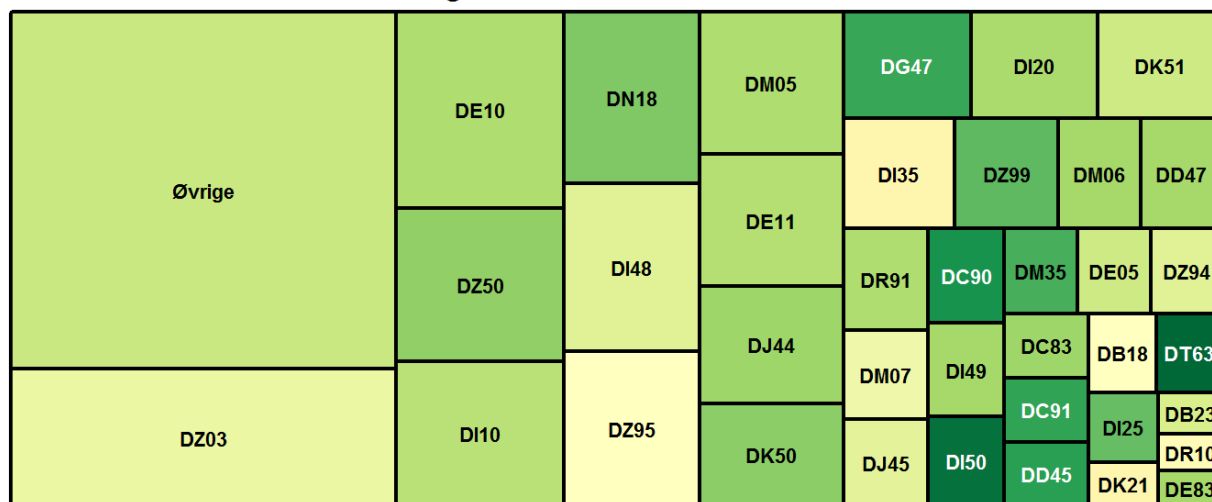 Øvrige
DZ03
DE10
DZ50
DI10
DN18
DI48
DZ95
DM05
DE11
DJ44
DK50
DG47
DI20
DK51
DI35
DZ99
DM06
DD47
DR91
DC90
DM35
DE05
DZ94
DM07
DI49
DC83
DB18
DT63
DJ45
DI50
DC91
DD45
DI25
DK21
DB23
DR10
DE83